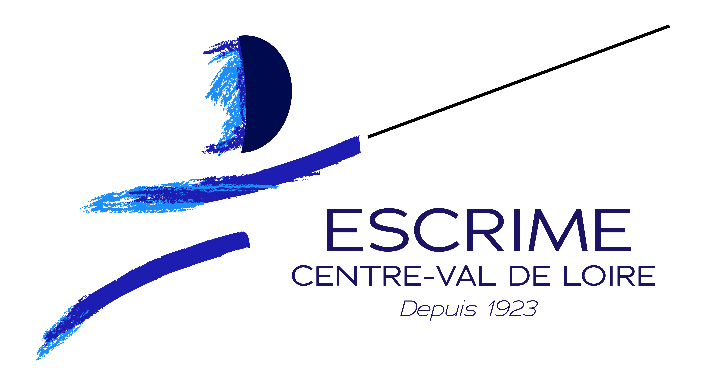 ESCRIME
CENTRE-VAL DE LOIRE
Depuis 1923